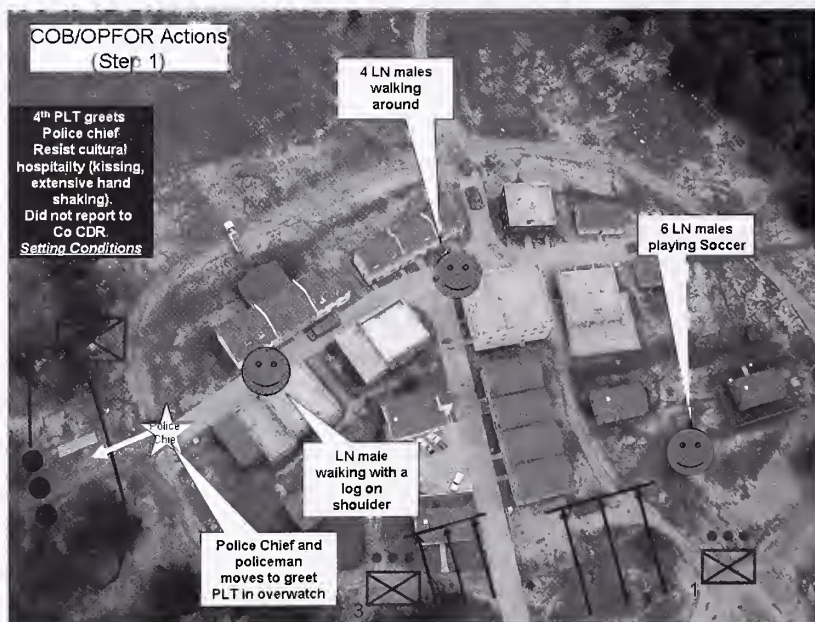 COB/OPFOR Actions
(Step 1)
4th PLT greets
Police chief
Resist cultural
hospitality (kissing,
extensive hand
shaking).
Did not report to
Co CDR.
Setting Conditions
4 LN males
walking
around
6 LN males
playing Soccer
Police
Chief
LN male
walking with a
log on
shoulder
Police Chief and
policeman
moves to greet
PLT in overwatch
3
1